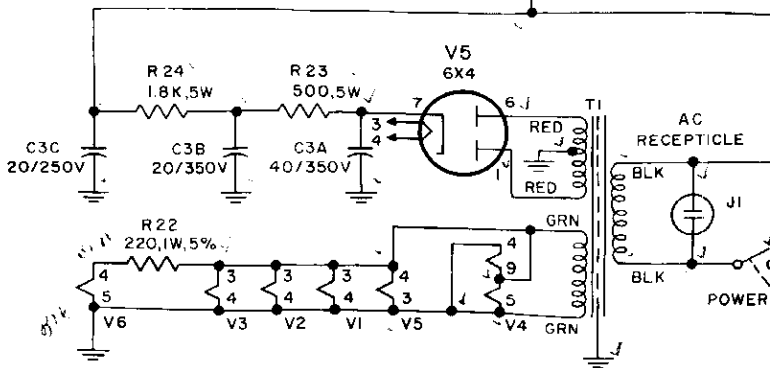 V5
6X4
R24
1.8K,5W
R23
500,5W
7
3
4
6
1
T1
RED
RED
AC
RECEPTICLE
C3C
20/250V
C3B
20/350V
C3A
40/350V
BLK
J1
BLK
POWER
R22
220,1W,5%
GRN
GRN
4
5
V6
3
4
V3
3
4
V2
3
4
V1
4
3
V5
4
9
5
V4